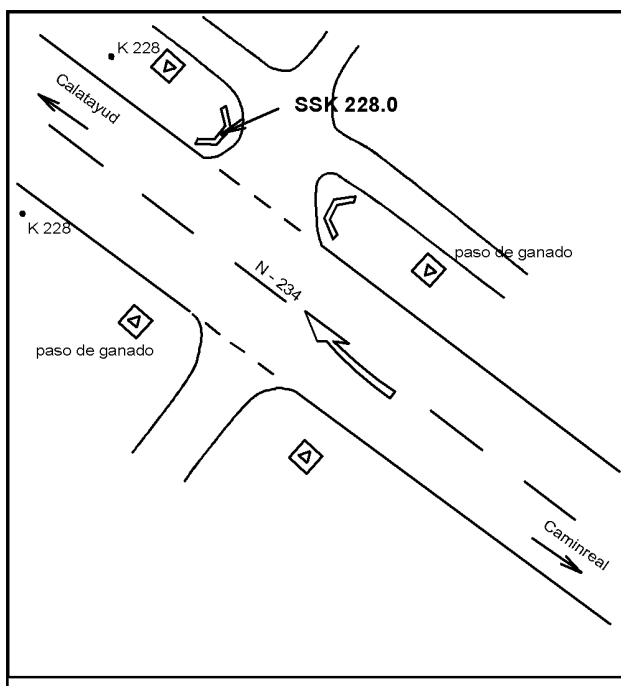 K 228
Calatayud
SSK 228.0
K 228
paso de ganado
N - 234
paso de ganado
Caminreal